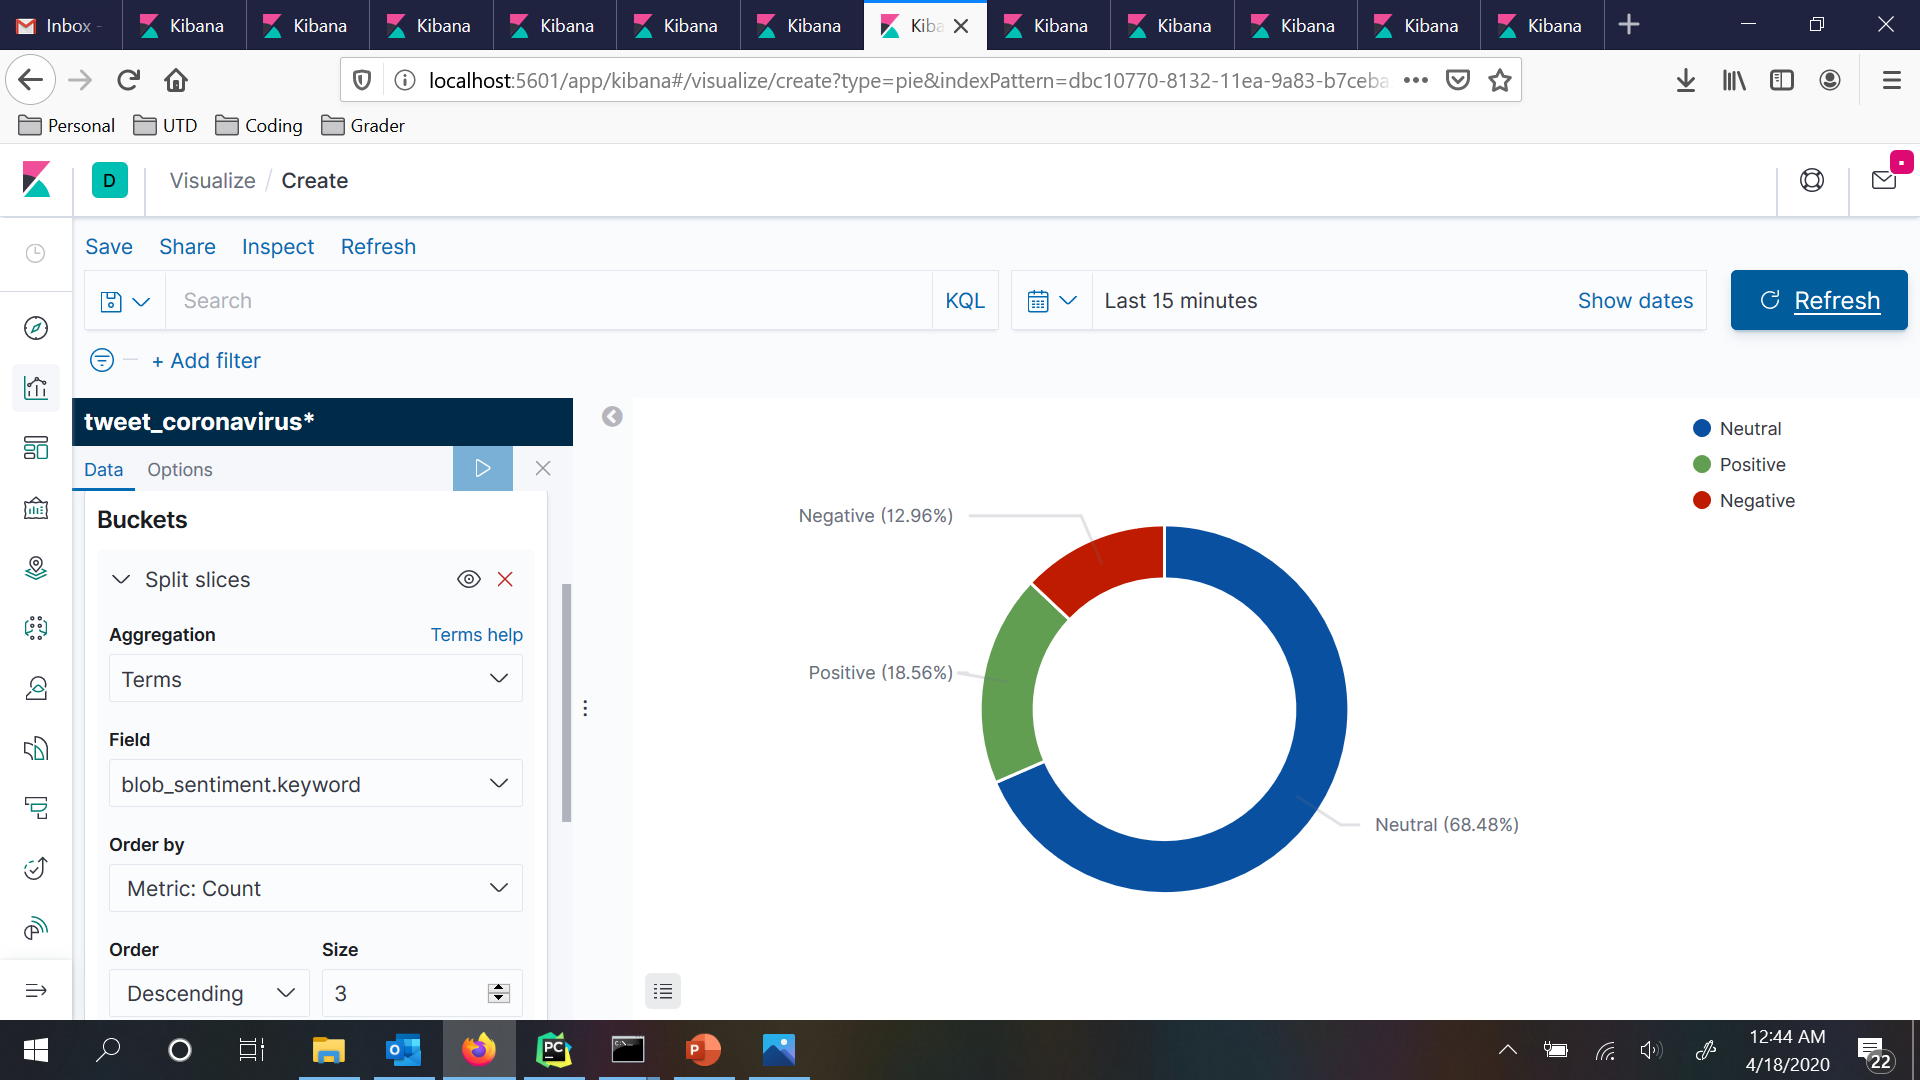 Inbox -
Kibana
Kibana
Kibana
Kibana
Kibana
Kibana
Kiba
Kibana
Kibana
Kibana
Kibana
Kibana
localhost:5601/app/kibana#/visualize/create?type=pie&indexPattern=dbc10770-8132-11ea-9a83-b7ceba
Personal UTD Coding Grader
D Visualize / Create
Save Share Inspect Refresh
Search KQL Last 15 minutes Show dates Refresh
+ Add filter
tweet_coronavirus*
Data Options
Buckets
Split slices
Aggregation Terms help
Terms
Field
blob_sentiment.keyword
Order by
Metric: Count
Order Size
Descending 3
Neutral
Positive
Negative
Negative (12.96%)
Positive (18.56%)
Neutral (68.48%)
12:44 AM
4/18/2020
22